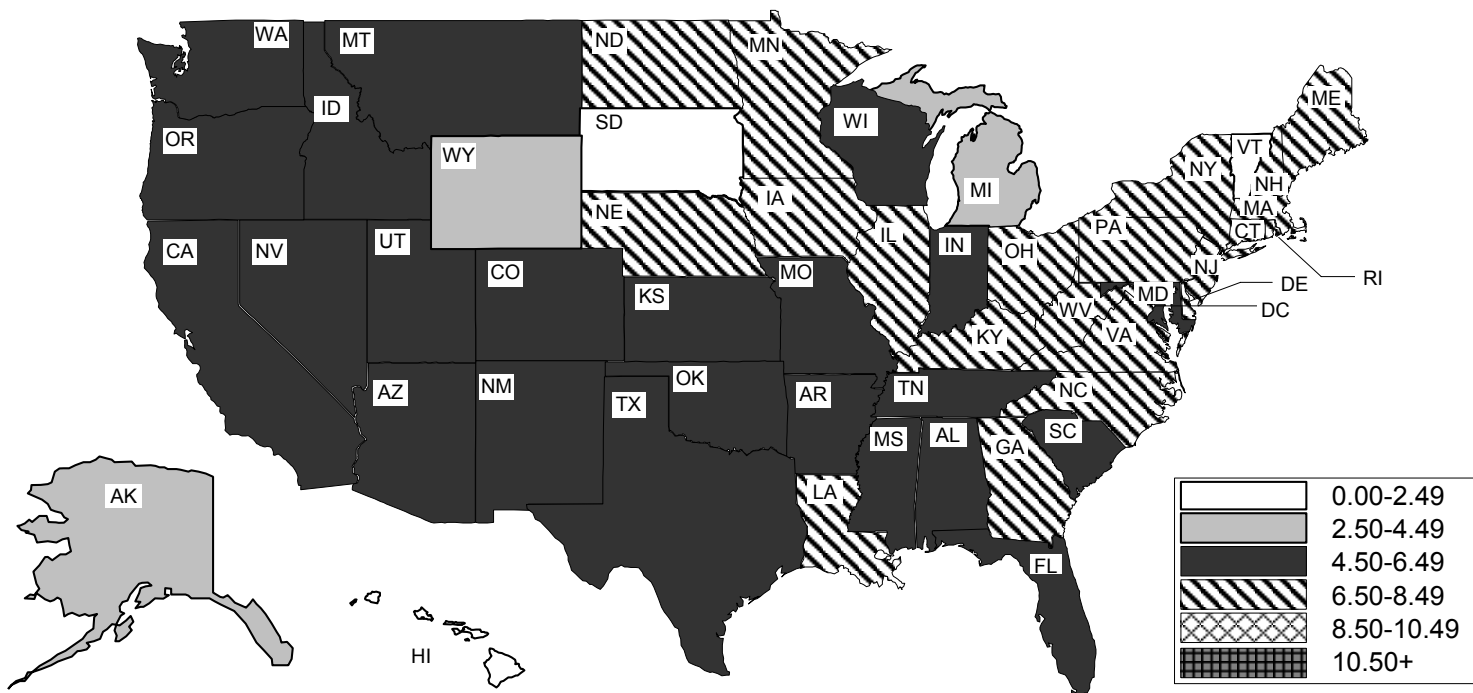 WA
MT
ND
MN
ME
ID
SD
WI
OR
VT
WY
NY
MI
NH
NE
IA
MA
IL
PA
CT
UT
IN
OH
CA
NV
NJ
CO
MO
RI
DE
KS
MD
WV
DC
KY
VA
OK
AZ
NM
TN
AR
NC
TX
SC
MS
AL
GA
LA
AK
FL
HI
0.00-2.49
2.50-4.49
4.50-6.49
6.50-8.49
8.50-10.49
10.50+